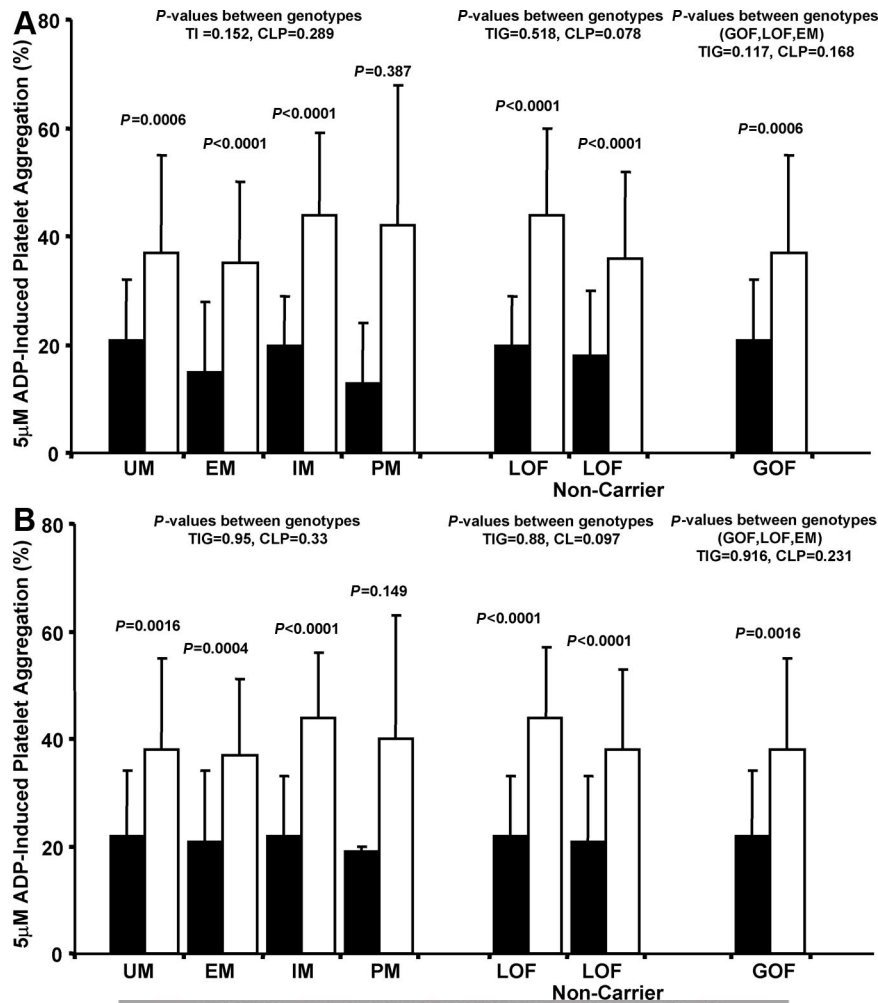 A
P-values between genotypes
TI =0.152, CLP=0.289
P-values between genotypes
TIG=0.518, CLP=0.078
P-values between genotypes
(GOF,LOF,EM)
TIG=0.117, CLP=0.168
5μM ADP-Induced Platelet Aggregation (%)
80
60
40
20
0
P=0.0006
P<0.0001
P<0.0001
P=0.387
P<0.0001
P<0.0001
P=0.0006
UM
EM
IM
PM
LOF
LOF
Non-Carrier
GOF
B
P-values between genotypes
TIG=0.95, CLP=0.33
P-values between genotypes
TIG=0.88, CL=0.097
P-values between genotypes
(GOF,LOF,EM)
TIG=0.916, CLP=0.231
5μM ADP-Induced Platelet Aggregation (%)
80
60
40
20
0
P=0.0016
P=0.0004
P<0.0001
P=0.149
P<0.0001
P<0.0001
P=0.0016
UM
EM
IM
PM
LOF
LOF
Non-Carrier
GOF